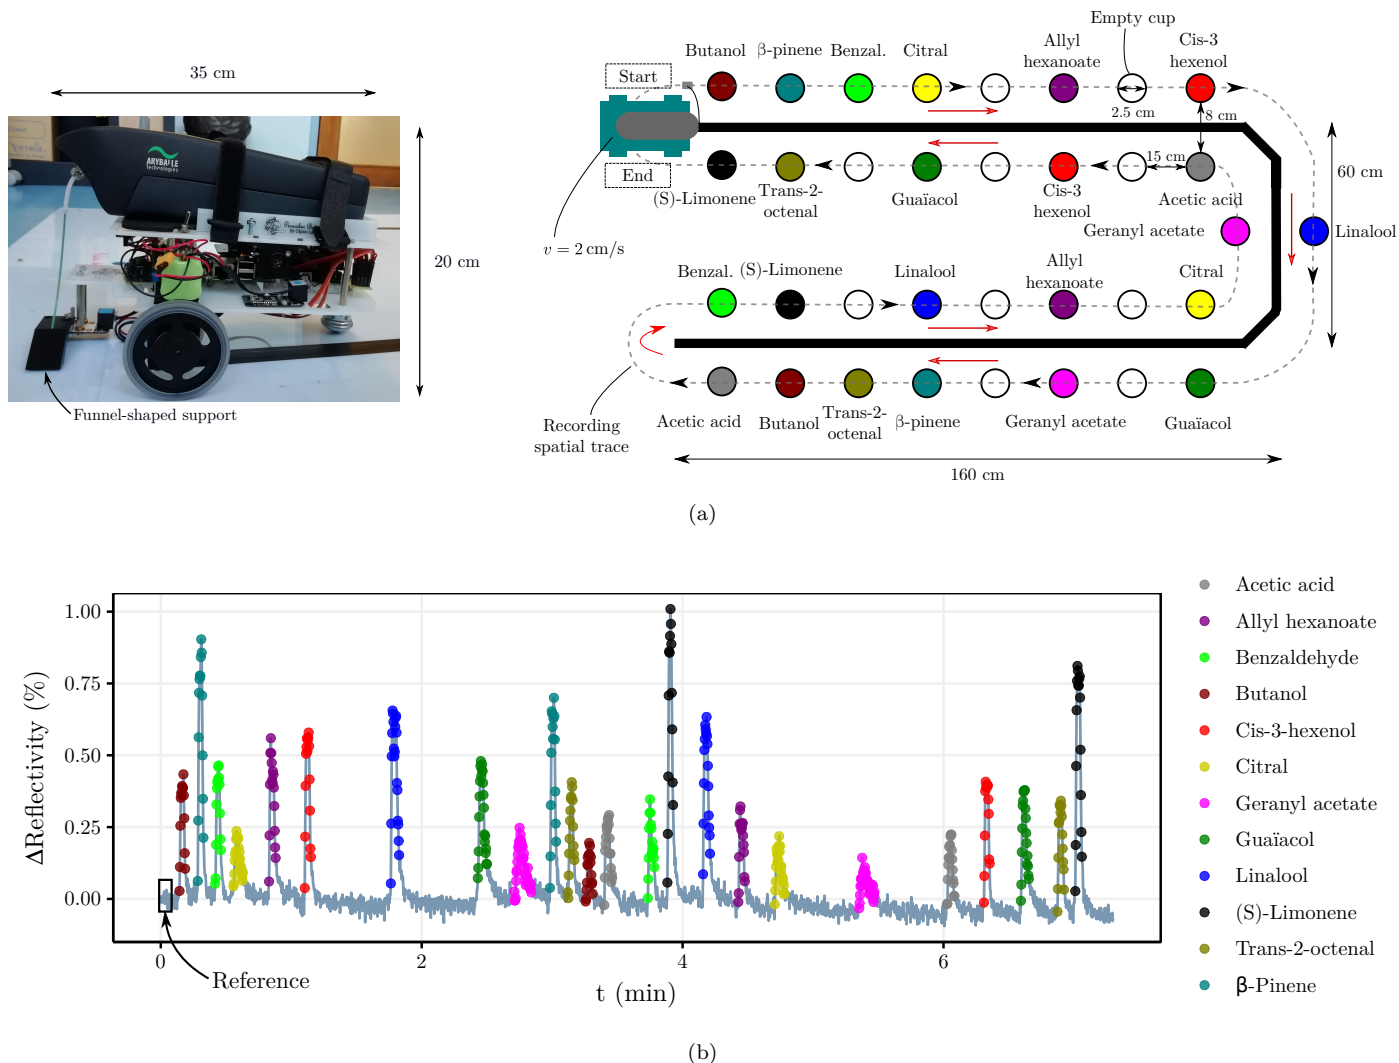 35 cm
ARYBALLE
Technologies
20 cm
Funnel-shaped support
Empty cup
Butanol
β-pinene
Benzal.
Citral
Allyl
hexanoate
Cis-3
hexenol
Start
2.5 cm
8 cm
15 cm
60 cm
End
(S)-Limonene
Trans-2-
octenal
Guaïacol
Cis-3
hexenol
Acetic acid
Geranyl acetate
Linalool
v = 2 cm/s
Benzal.
(S)-Limonene
Linalool
Allyl
hexanoate
Citral
Recording
spatial trace
Acetic acid
Butanol
Trans-2-
octenal
β-pinene
Geranyl acetate
Guaïacol
160 cm
(a)
ΔReflectivity (%)
1.00
0.75
0.50
0.25
0.00
0
2
4
6
Reference
t (min)
Acetic acid
Allyl hexanoate
Benzaldehyde
Butanol
Cis-3-hexenol
Citral
Geranyl acetate
Guaïacol
Linalool
(S)-Limonene
Trans-2-octenal
β-Pinene
(b)